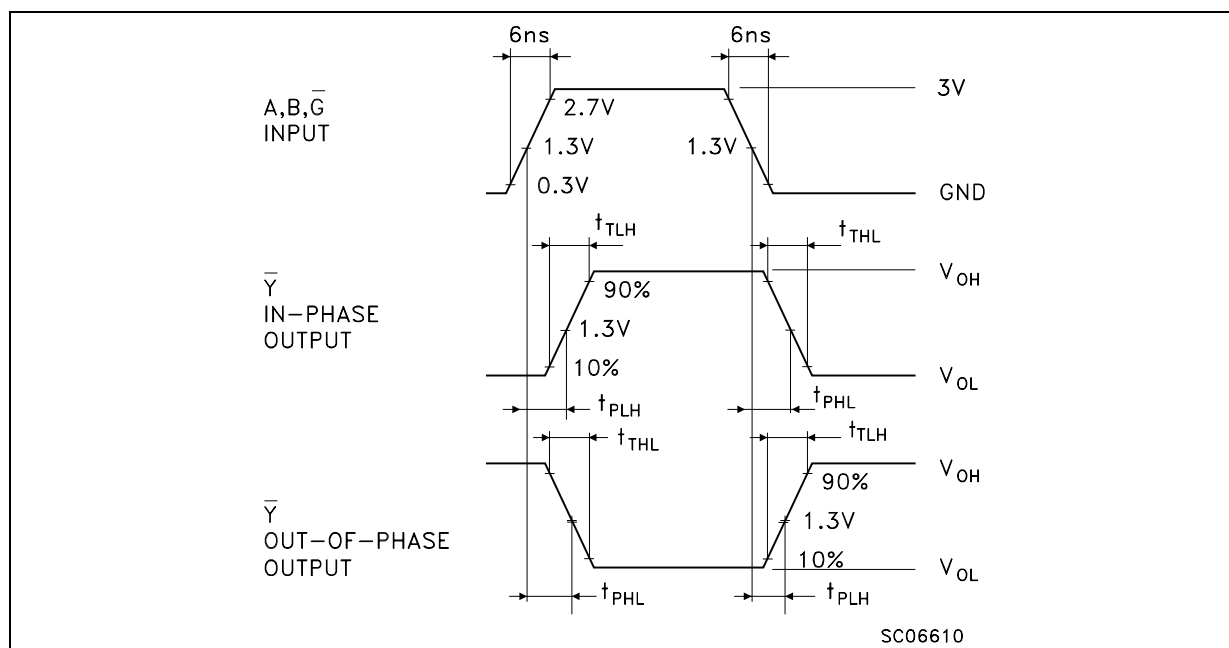 6ns 6ns
A,B,G̅
INPUT
3V
2.7V
1.3V 1.3V
0.3V
GND
tTLH tTHL
Y̅
IN-PHASE
OUTPUT
VOH
90%
1.3V
10%
VOL
tPLH tPHL
tTHL tTLH
VOH
90%
Y̅
OUT-OF-PHASE
OUTPUT
1.3V
10%
VOL
tPHL tPLH
SC06610